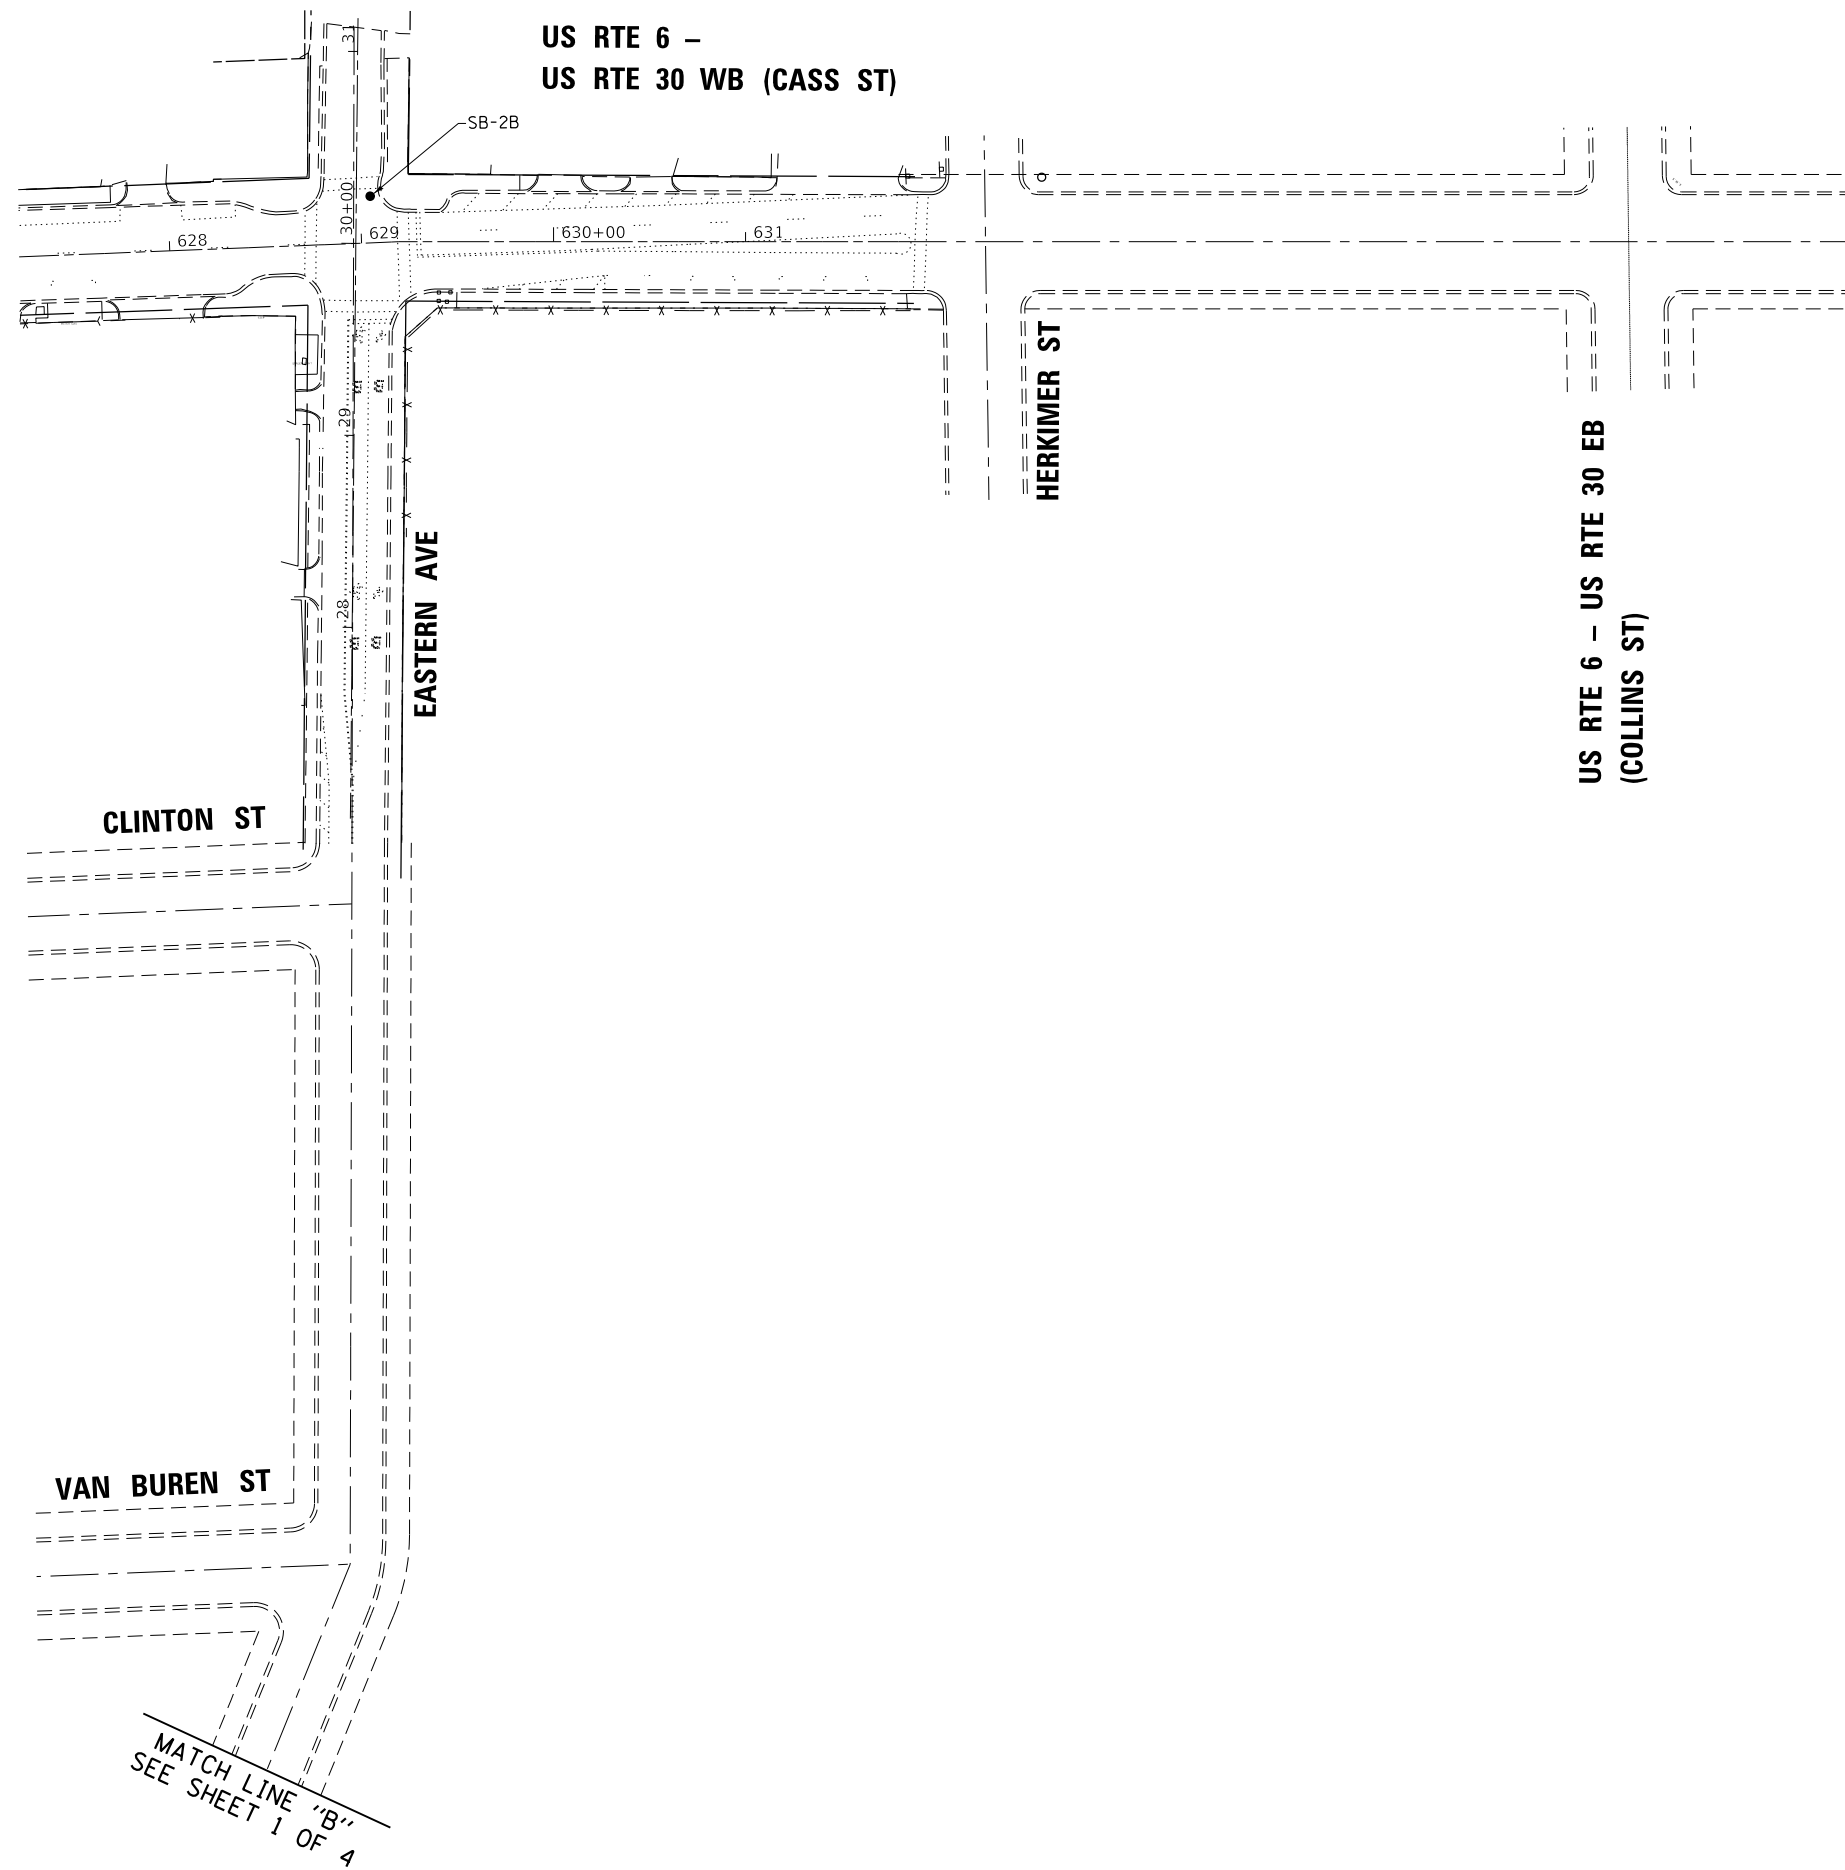 US RTE 6 –
US RTE 30 WB (CASS ST)
31
SB-2B
30+00
628
629
630+00
631
29
28
HERKIMER ST
EASTERN AVE
US RTE 6 – US RTE 30 EB
(COLLINS ST)
CLINTON ST
VAN BUREN ST
MATCH LINE "B"
SEE SHEET 1 OF 4